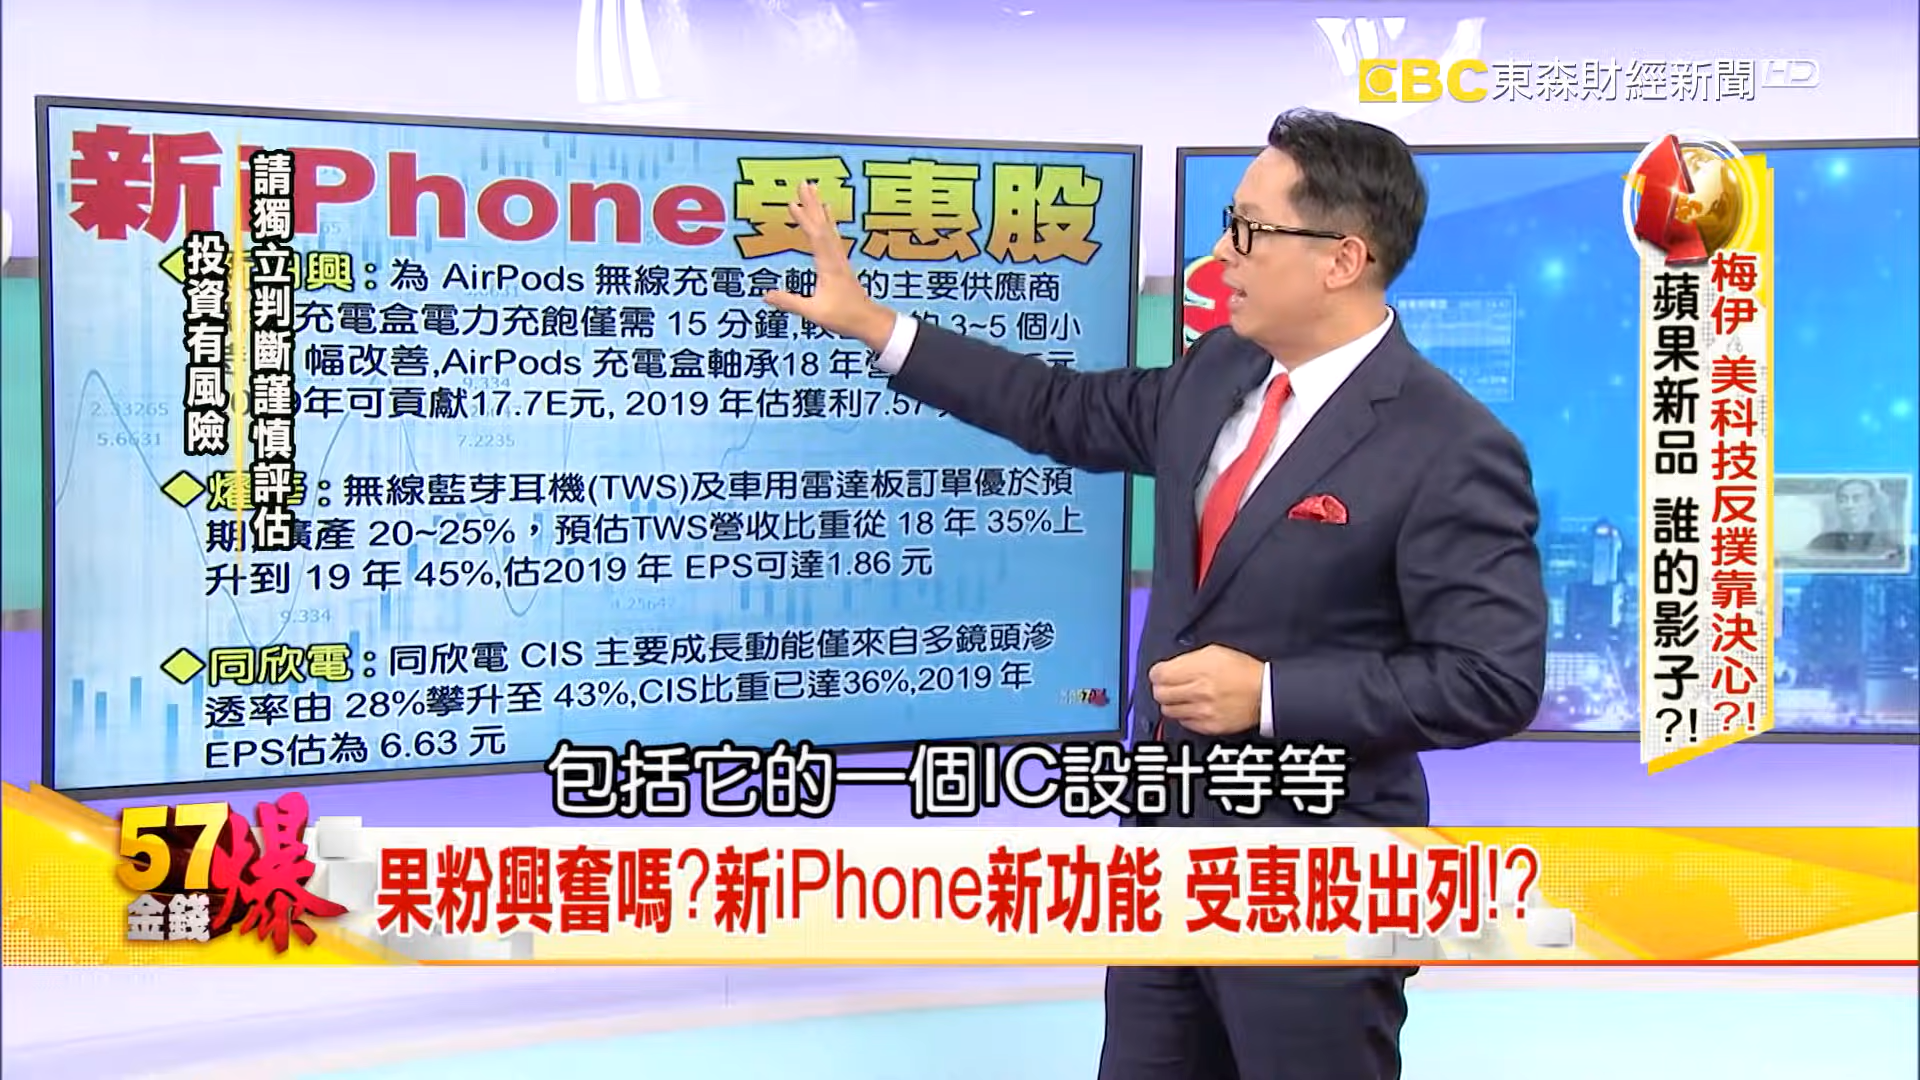 EBC東森財經新聞HD
新iPhone受惠股
請獨立判斷謹慎評估
投資有風險
興：為 AirPods 無線充電盒軸 的主要供應商
充電盒電力充飽僅需 15 分鐘,較 的 3~5 個小
幅改善,AirPods 充電盒軸承18 年營 元
年可貢獻17.7E元, 2019 年估獲利7.57
燿華：無線藍芽耳機(TWS)及車用雷達板訂單優於預
期 擴產 20~25%，預估TWS營收比重從 18 年 35%上
升到 19 年 45%,估2019 年 EPS可達1.86 元
同欣電：同欣電 CIS 主要成長動能僅來自多鏡頭滲
透率由 28%攀升至 43%,CIS比重已達36%,2019 年
EPS估為 6.63 元
梅伊 美科技反撲靠決心?!
蘋果新品 誰的影子?!
包括它的一個IC設計等等
57金錢爆
果粉興奮嗎?新iPhone新功能 受惠股出列!?